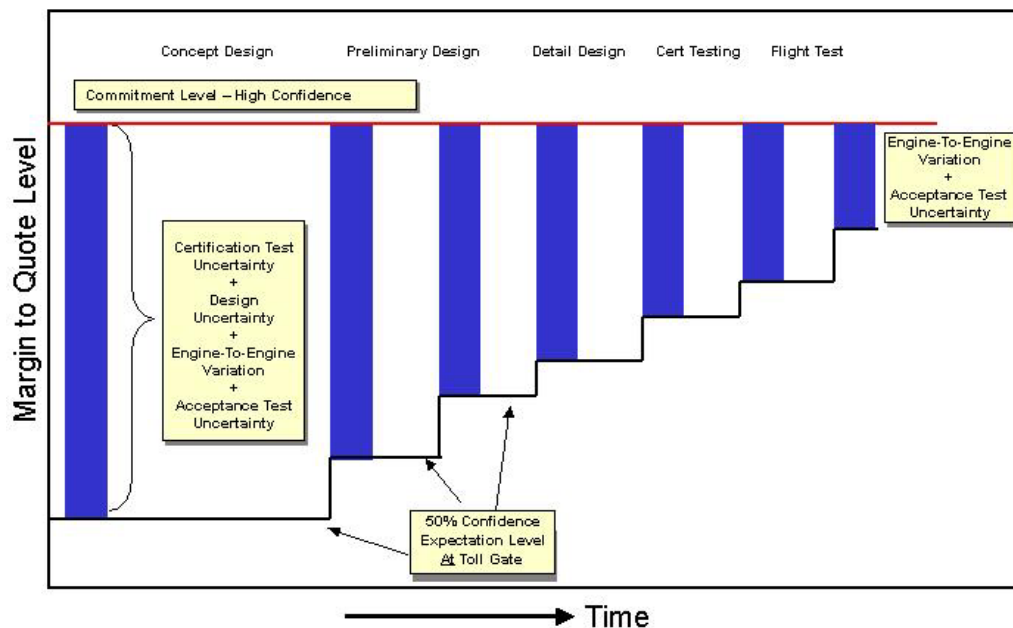 Concept Design
Preliminary Design
Detail Design
Cert Testing
Flight Test
Commitment Level – High Confidence
Margin to Quote Level
Certification Test
Uncertainty
+
Design
Uncertainty
+
Engine-To-Engine
Variation
+
Acceptance Test
Uncertainty
Engine-To-Engine
Variation
+
Acceptance Test
Uncertainty
50% Confidence
Expectation Level
At Toll Gate
Time